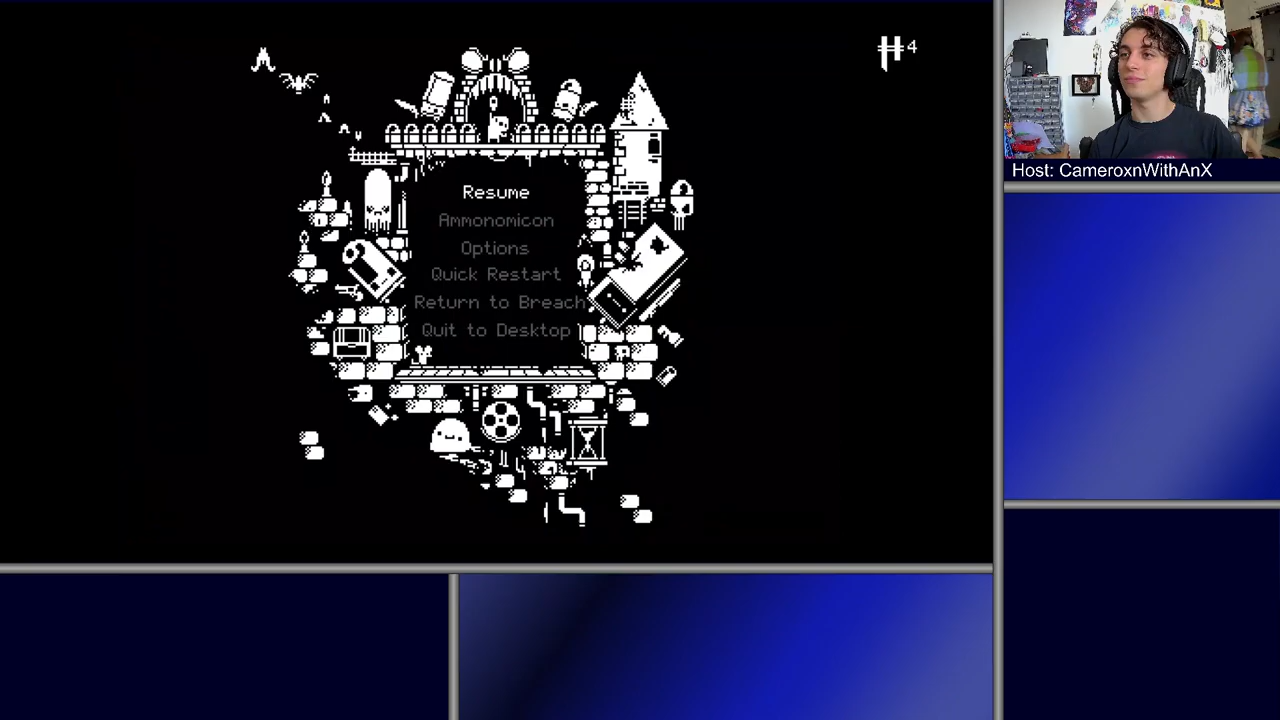 4
Host: CameroxnWithAnX
Resume
Ammonomicon
Options
Quick Restart
Return to Breach
Quit to Desktop